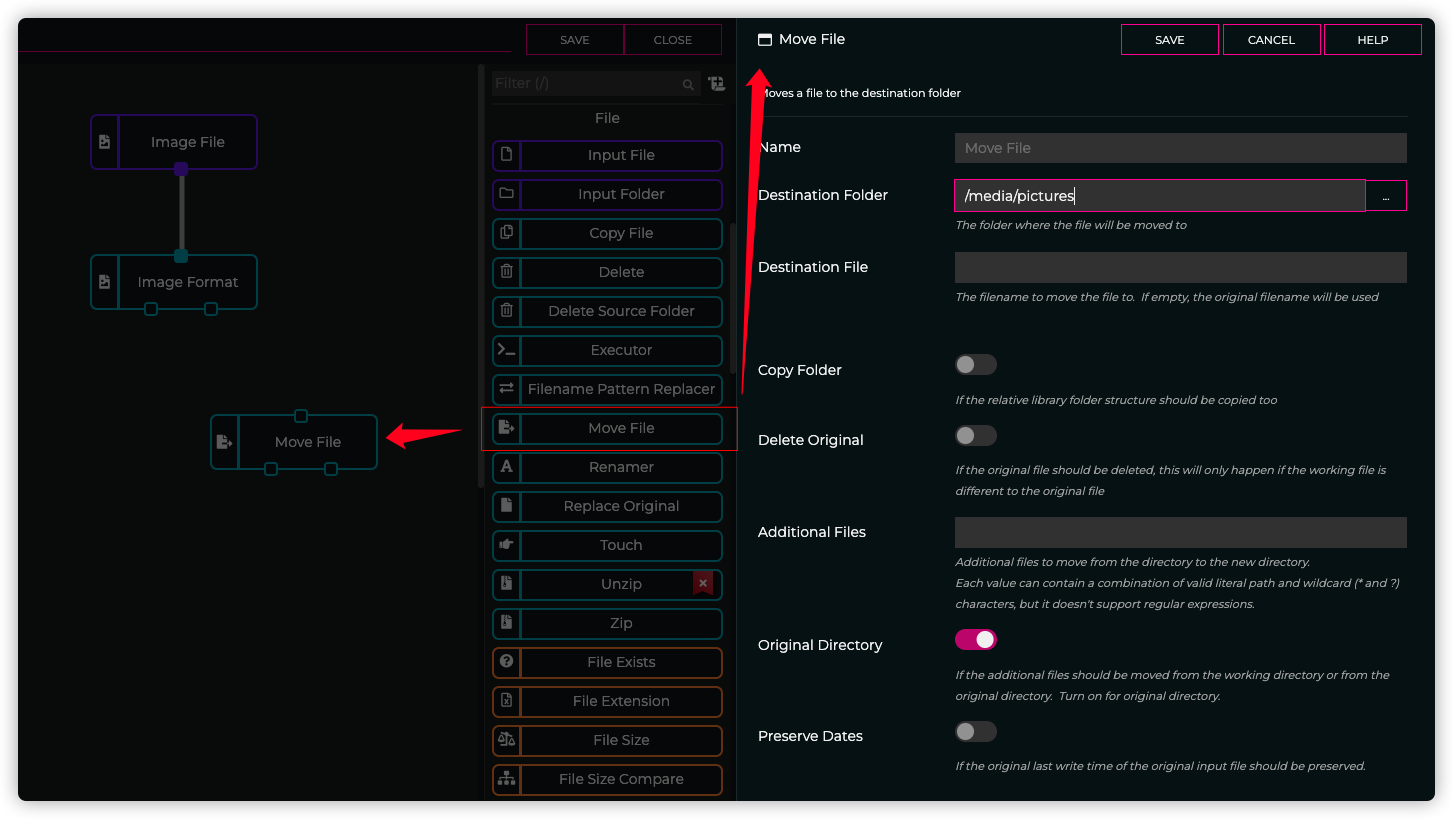 SAVE
CLOSE
Image File
Image Format
Move File
Filter (/)
File
Input File
Input Folder
Copy File
Delete
Delete Source Folder
Executor
Filename Pattern Replacer
Move File
Renamer
Replace Original
Touch
Unzip
Zip
File Exists
File Extension
File Size
File Size Compare
Move File
SAVE
CANCEL
HELP
Moves a file to the destination folder
Name
Move File
Destination Folder
/media/pictures
...
The folder where the file will be moved to
Destination File
The filename to move the file to. If empty, the original filename will be used
Copy Folder
If the relative library folder structure should be copied too
Delete Original
If the original file should be deleted, this will only happen if the working file is
different to the original file
Additional Files
Additional files to move from the directory to the new directory.
Each value can contain a combination of valid literal path and wildcard (* and ?)
characters, but it doesn't support regular expressions.
Original Directory
If the additional files should be moved from the working directory or from the
original directory. Turn on for original directory.
Preserve Dates
If the original last write time of the original input file should be preserved.